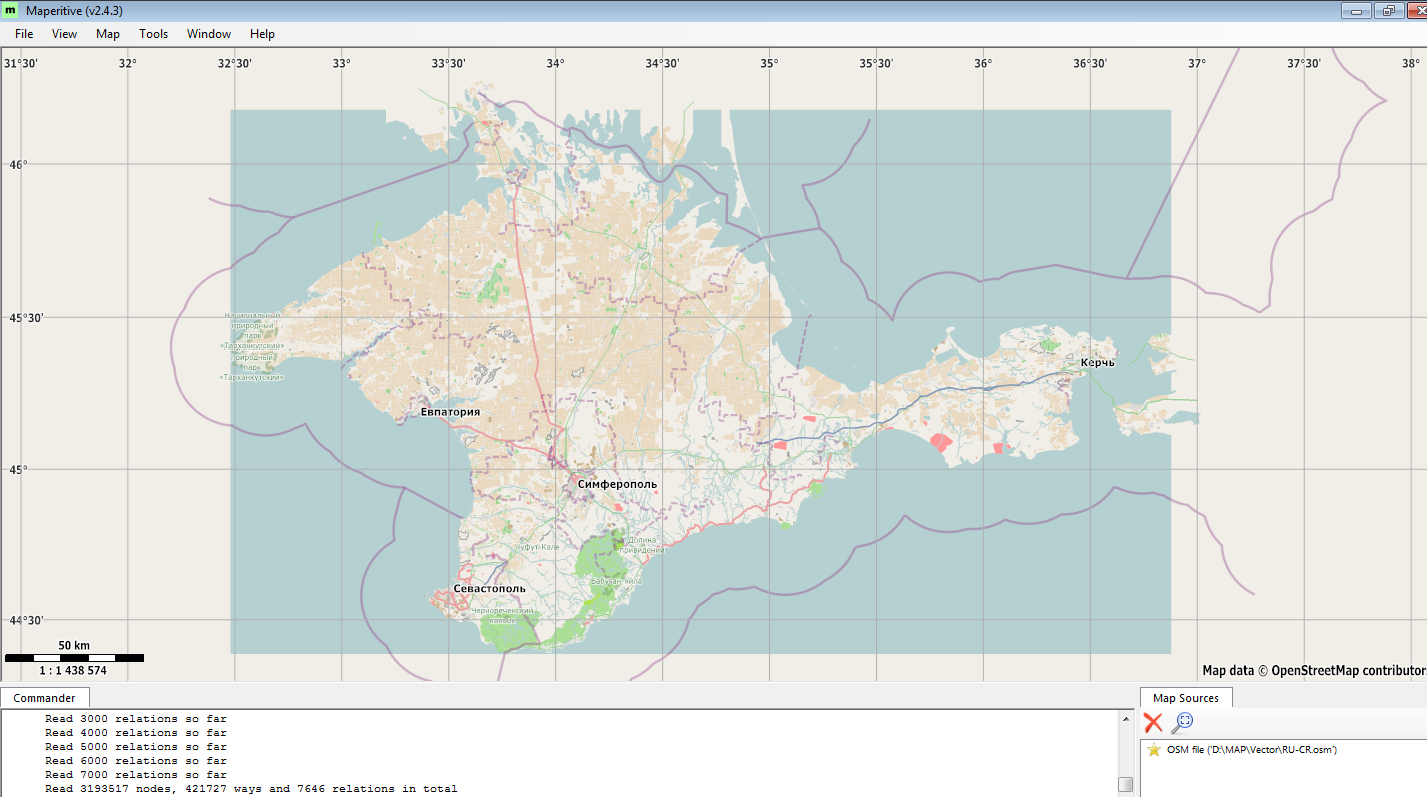 m Maperitive (v2.4.3)
File View Map Tools Window Help
31°30' 32° 32°30' 33° 33°30' 34° 34°30' 35° 35°30' 36° 36°30' 37° 37°30' 38°
46°
45°30'
Национальный
природный
парк
«Тарханкутский»
природный
парк
«Тарханкутский»
Керчь
Евпатория
45°
Симферополь
Чуфут-Кале
Долина
привидений
Бабуган-яйла
Севастополь
Чернореченский
каньон
44°30'
50 km
1 : 1 438 574
Map data © OpenStreetMap contributor
Commander
Map Sources
Read 3000 relations so far
Read 4000 relations so far
Read 5000 relations so far
Read 6000 relations so far
Read 7000 relations so far
Read 3193517 nodes, 421727 ways and 7646 relations in total
OSM file ('D:\MAP\Vector\RU-CR.osm')